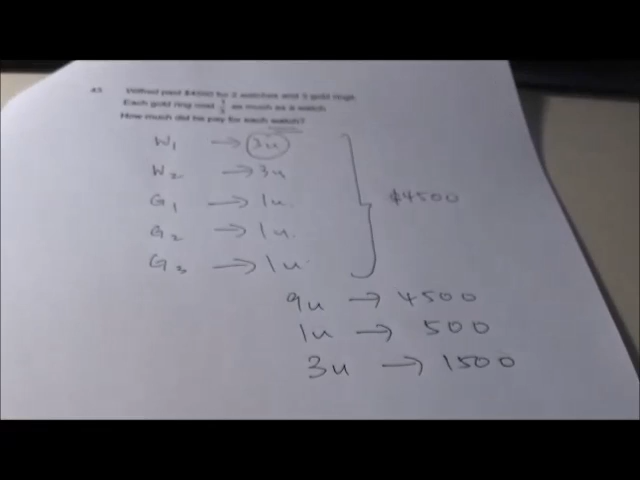 43. Wilfred paid $4500 for 2 watches and 3 gold rings.
Each gold ring cost 1/3 as much as a watch.
How much did he pay for each watch?
W1 → 3u
W2 → 3u
G1 → 1u
G2 → 1u
G3 → 1u
$4500
9u → 4500
1u → 500
3u → 1500